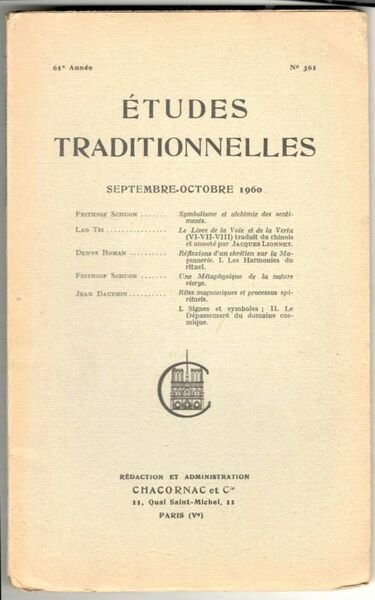 61e Année
No 361
ÉTUDES
TRADITIONNELLES
SEPTEMBRE-OCTOBRE 1960
FRITHJOF SCHUON ....... Symbolisme et alchimie des senti-
ments.
LAO TSI ................ Le Livre de la Voie et de la Vertu
(VI-VII-VIII) traduit du chinois
et annoté par JACQUES LIONNET.
DENYS ROMAN .......... Réflexions d'un chrétien sur la Ma-
çonnerie. I. Les Harmonies du
rituel.
FRITHJOF SCHUON ....... Une Métaphysique de la nature
vierge.
JEAN DAUPHIN .......... Rites maçonniques et processus spi-
rituels.
I. Signes et symboles ; II. Le
Dépassement du domaine cos-
mique.
RÉDACTION ET ADMINISTRATION
CHACORNAC et Cie
11, Quai Saint-Michel, 11
PARIS (Ve)